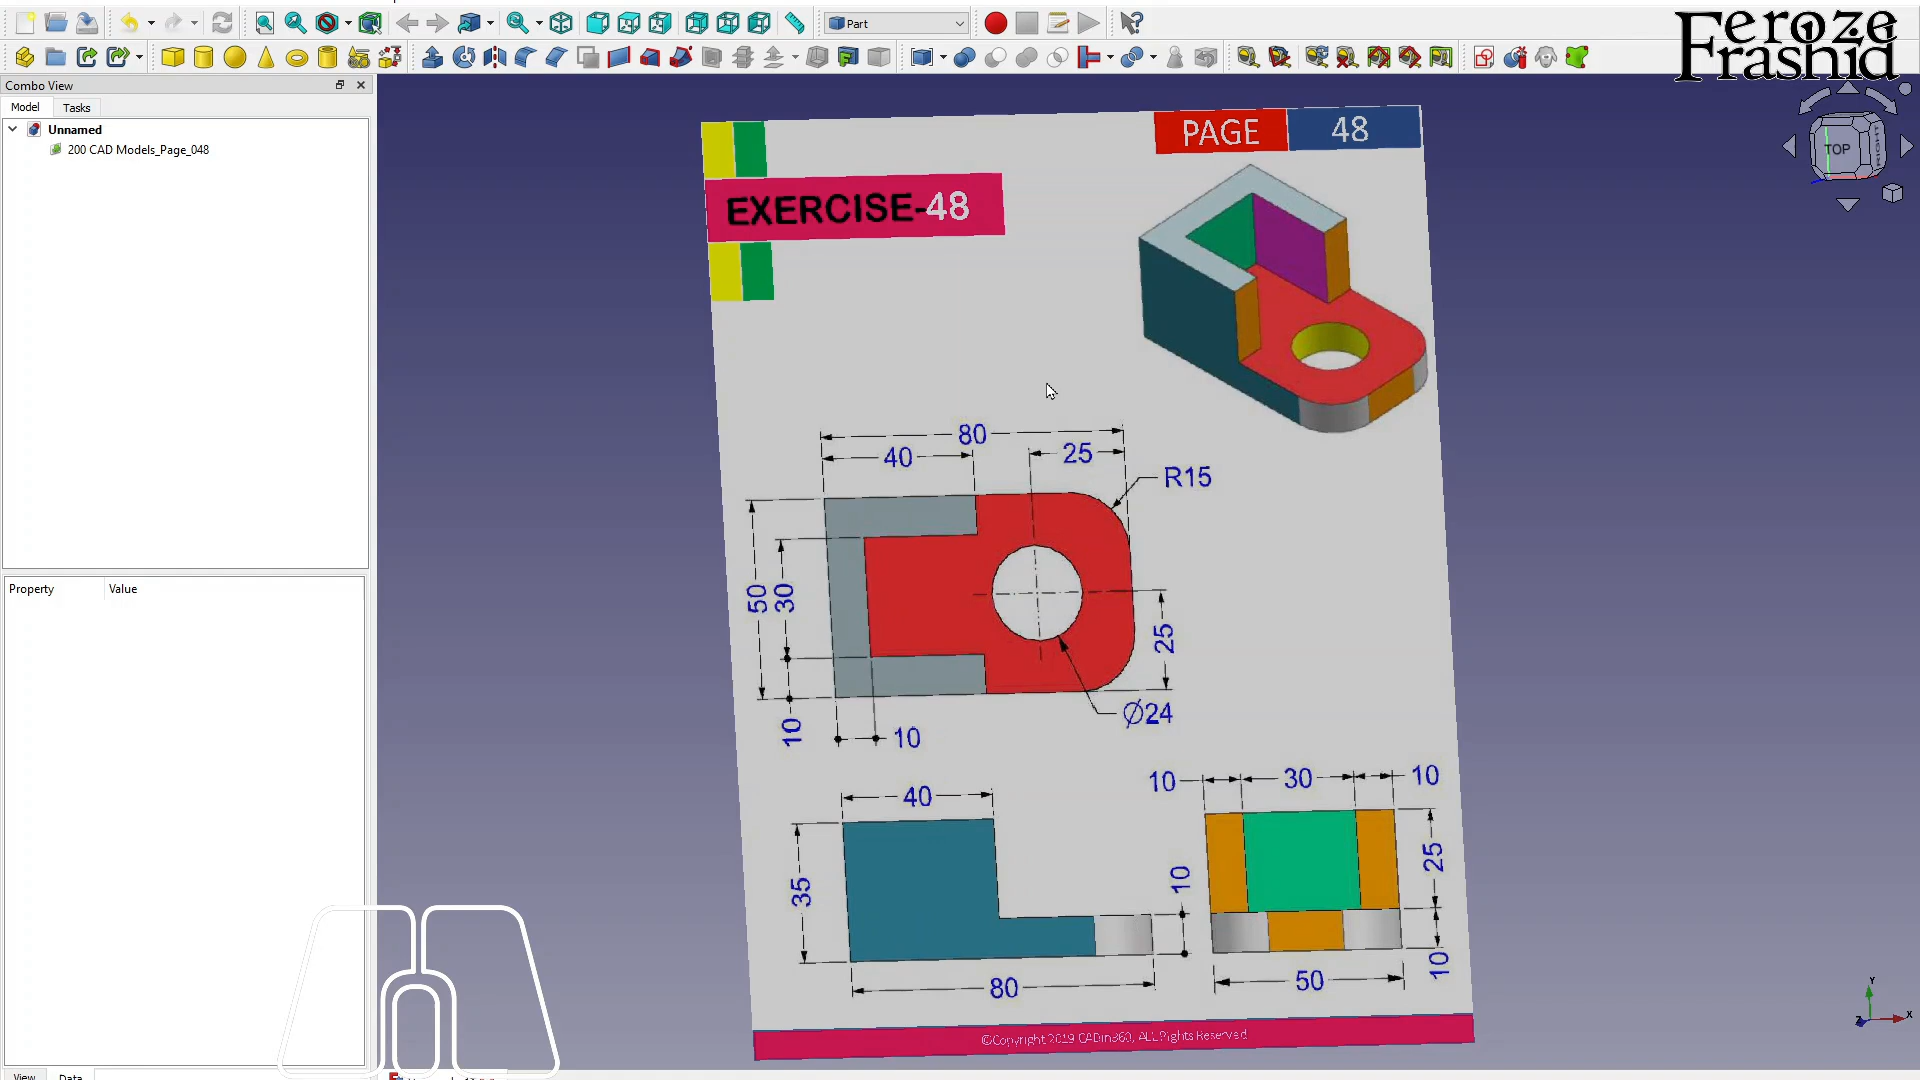 Part
Feroze
Frashid
Combo View
Model
Tasks
Unnamed
200 CAD Models_Page_048
Property
Value
View
Data
TOP
RIGHT
Y
X
Z
PAGE 48
EXERCISE-48
80
40
25
R15
50
30
25
Ø24
10
10
40
10
30
10
35
10
25
10
80
50
©Copyright 2019 CADin360, ALL Rights Reserved